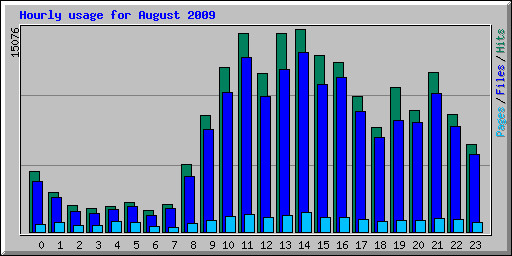 Hourly usage for August 2009
15076
Pages / Files / Hits
0 1 2 3 4 5 6 7 8 9 10 11 12 13 14 15 16 17 18 19 20 21 22 23